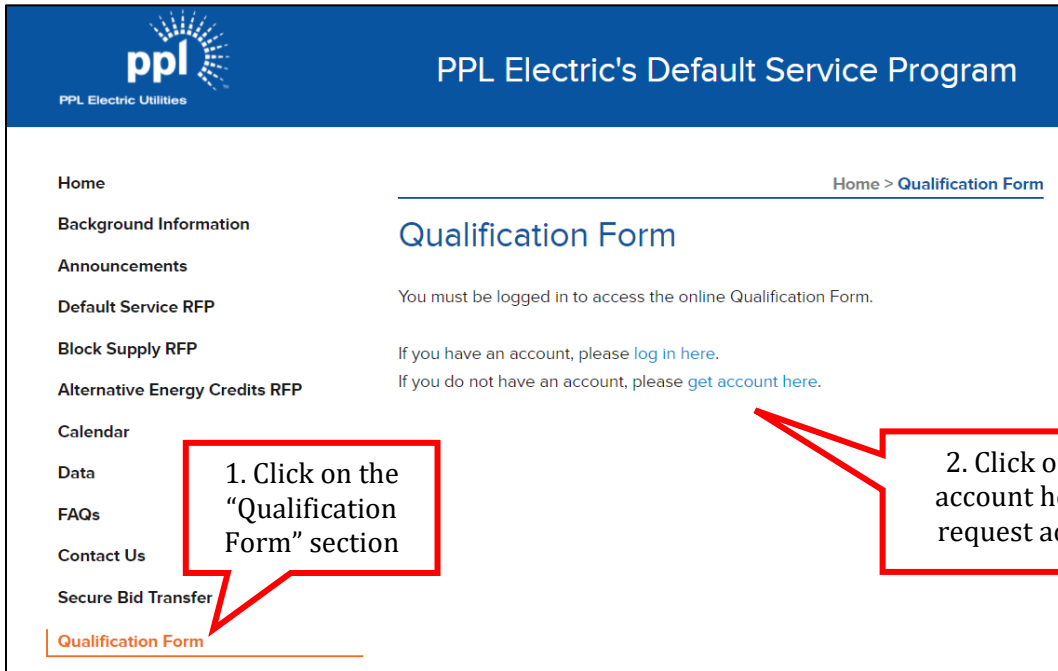 ppl
PPL Electric Utilities
PPL Electric's Default Service Program
Home
Background Information
Announcements
Default Service RFP
Block Supply RFP
Alternative Energy Credits RFP
Calendar
Data
FAQs
Contact Us
Secure Bid Transfer
Qualification Form
Home > Qualification Form
Qualification Form
You must be logged in to access the online Qualification Form.
If you have an account, please log in here.
If you do not have an account, please get account here.
1. Click on the
“Qualification
Form” section
2. Click
account
request